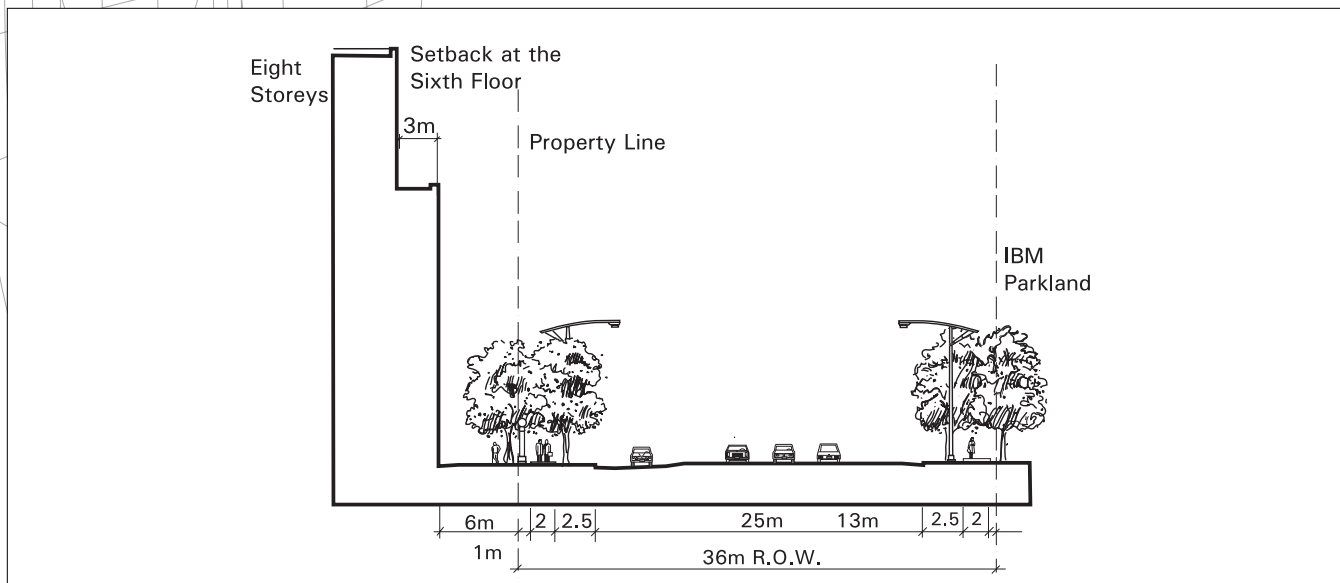 Eight
Storeys
Setback at the
Sixth Floor
3m
Property Line
IBM
Parkland
6m 2 2.5 25m 13m 2.5 2
1m
36m R.O.W.